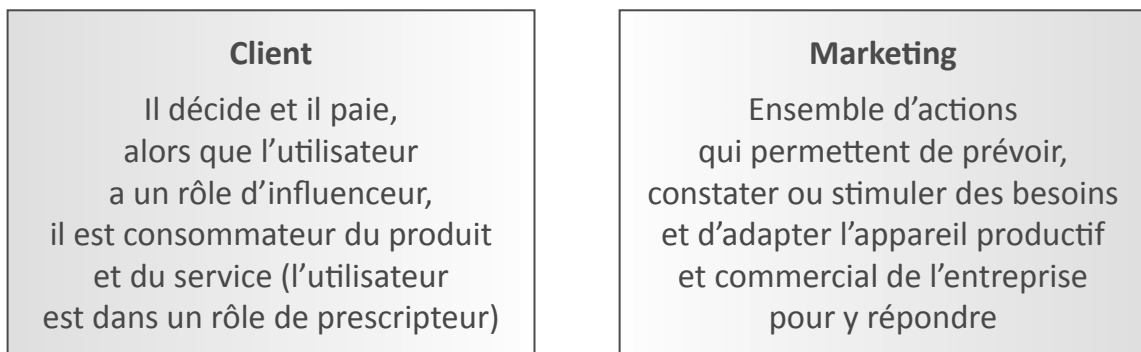 Client
Il décide et il paie,
alors que l’utilisateur
a un rôle d’influenceur,
il est consommateur du produit
et du service (l’utilisateur
est dans un rôle de prescripteur)
Marketing
Ensemble d’actions
qui permettent de prévoir,
constater ou stimuler des besoins
et d’adapter l’appareil productif
et commercial de l’entreprise
pour y répondre